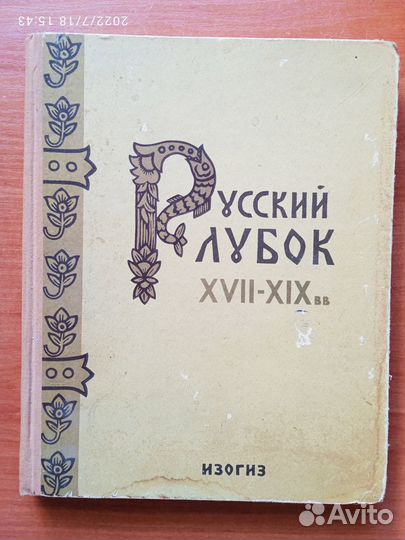 2022/7/18 15:43
Русский
лубок
XVII-XIX вв
ИЗОГИЗ
Avito